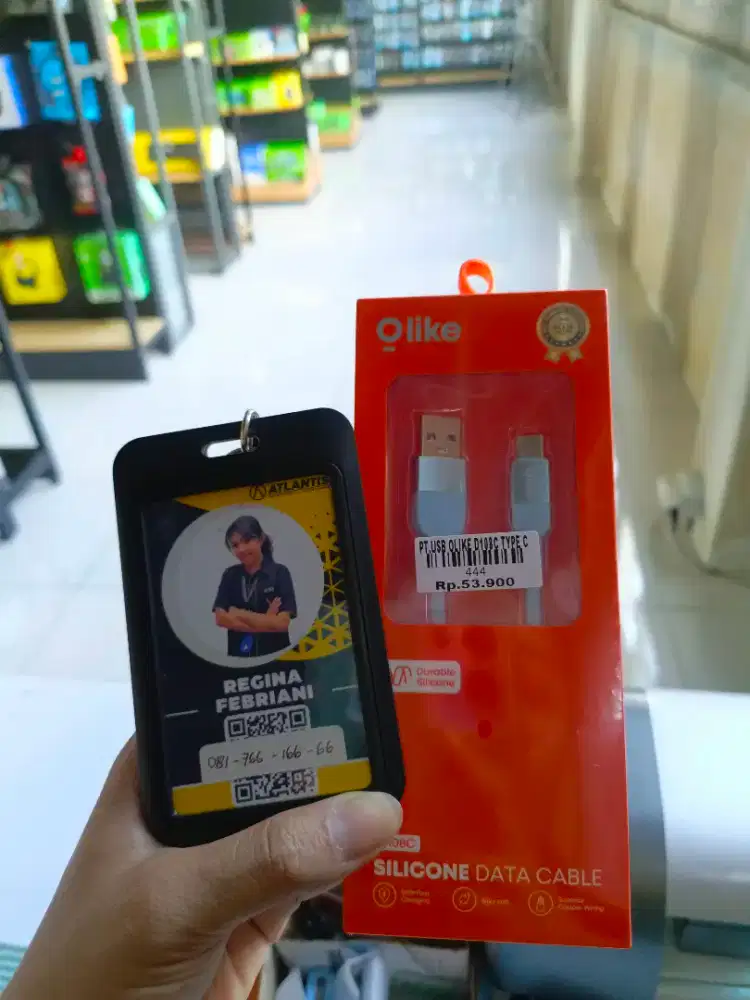 ATLANTIS
REGINA
FEBRIANI
081-766-166-66
Olike
PT.USB OLIKE D108C TYPE C
444
Rp.53.900
Durable
Silicone
SILICONE DATA CABLE